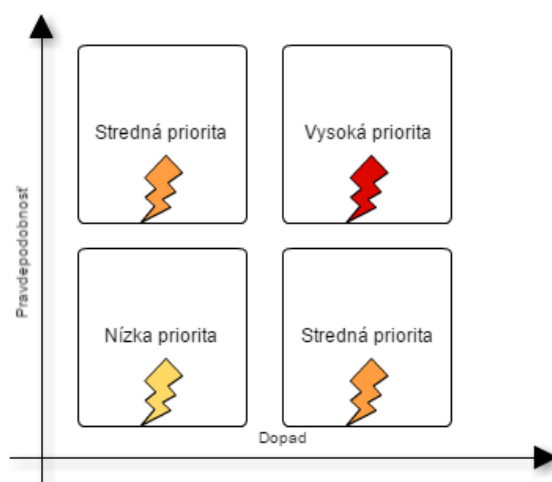 Stredná priorita
Vysoká priorita
Pravdepodobnosť
Nízka priorita
Stredná priorita
Dopad